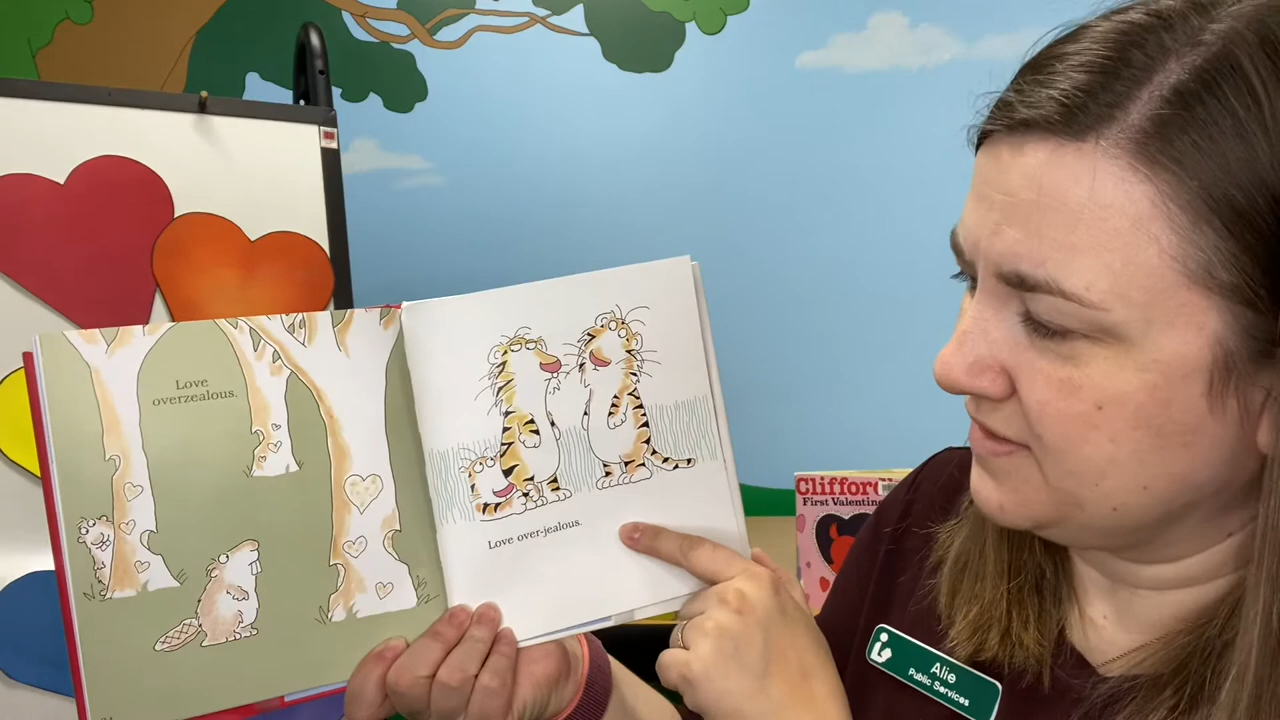 Love
overzealous.
Love over-jealous.
Clifford
First Valentine
Alie
Public Services